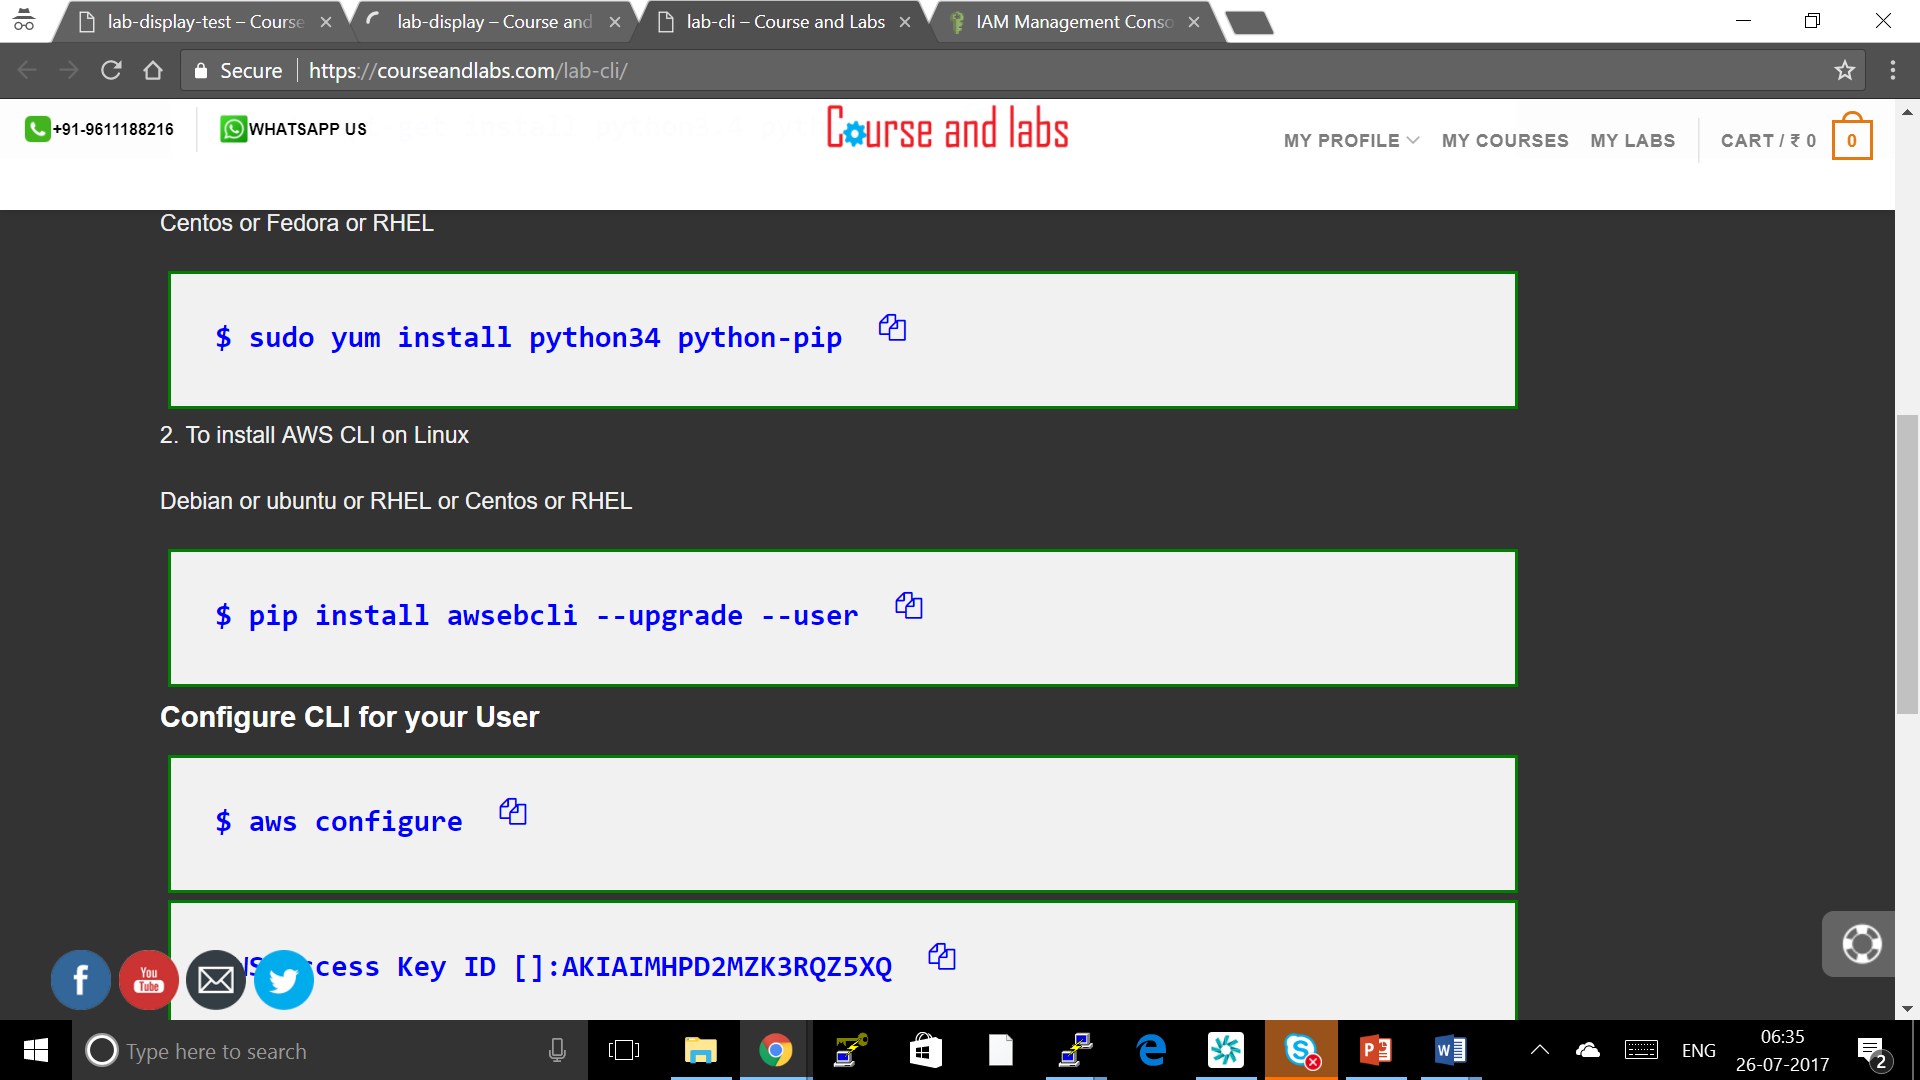 lab-display-test – Course
lab-display – Course and
lab-cli – Course and Labs
IAM Management Conso
Secure
https://courseandlabs.com/lab-cli/
+91-9611188216
WHATSAPP US
Course and labs
MY PROFILE
MY COURSES
MY LABS
CART / ₹ 0
0
Centos or Fedora or RHEL
$ sudo yum install python34 python-pip
2. To install AWS CLI on Linux
Debian or ubuntu or RHEL or Centos or RHEL
$ pip install awsebcli --upgrade --user
Configure CLI for your User
$ aws configure
cess Key ID []:AKIAIMHPD2MZK3RQZ5XQ
You
Tube
Type here to search
ENG
06:35
26-07-2017
2